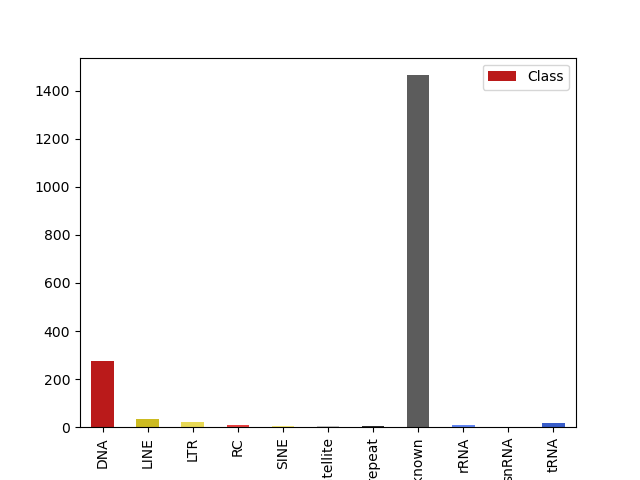 Class
1400
1200
1000
800
600
400
200
0
DNA
LINE
LTR
RC
SINE
tellite
repeat
known
rRNA
snRNA
tRNA